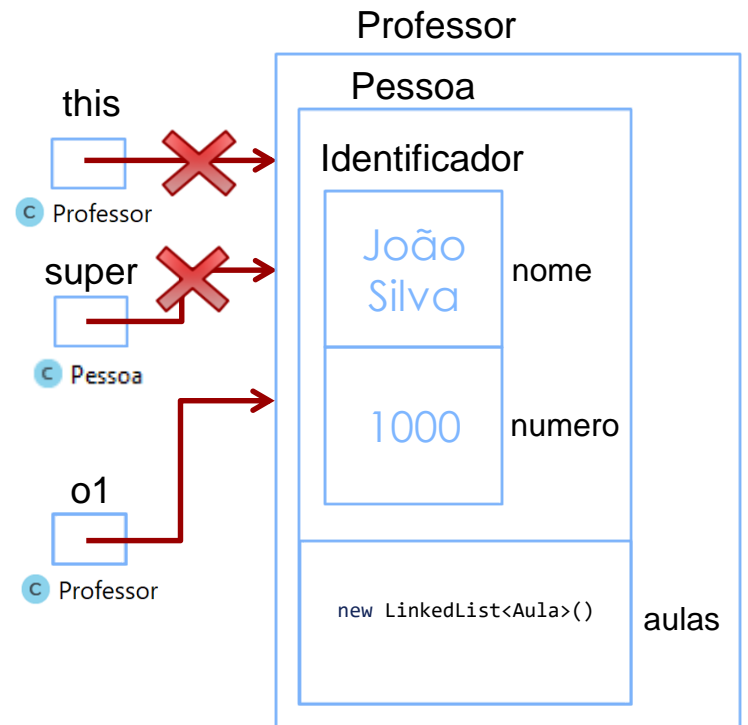 Professor
Pessoa
this
Identificador
C Professor
João
Silva
nome
super
C Pessoa
1000
numero
o1
C Professor
new LinkedList<Aula>()
aulas